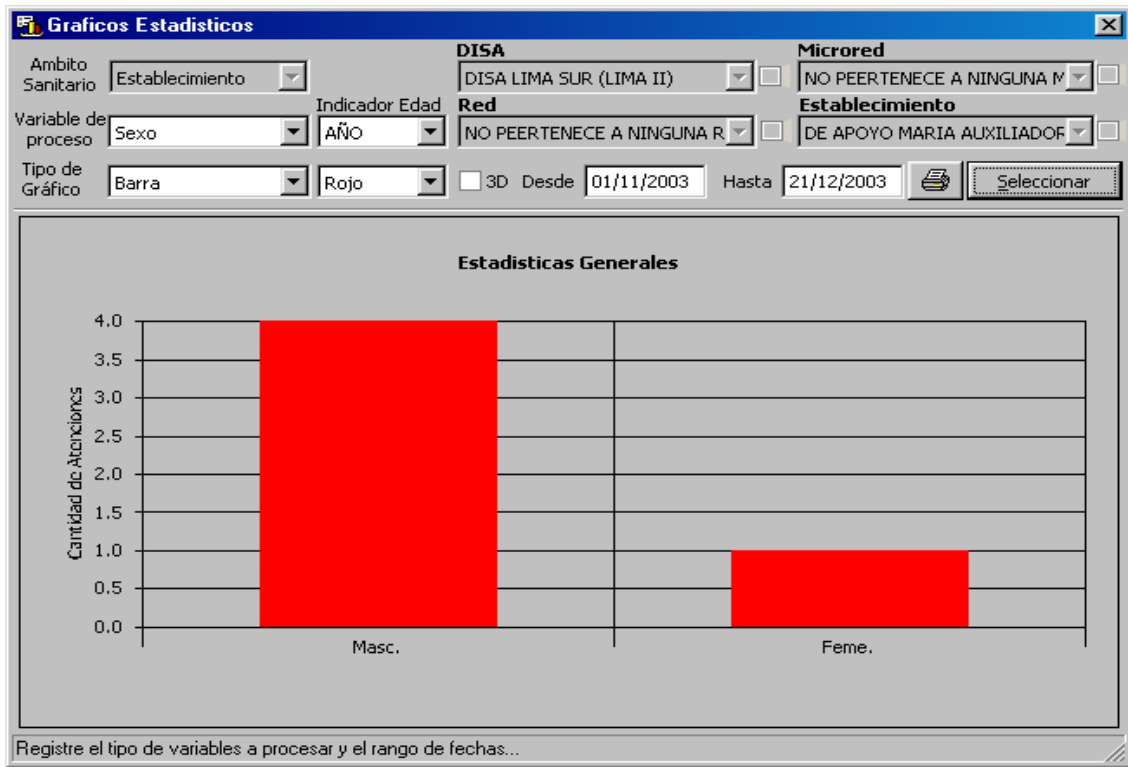 Graficos Estadisticos
Ambito Sanitario
Establecimiento
DISA
DISA LIMA SUR (LIMA II)
Microred
NO PEERTENECE A NINGUNA M
Variable de proceso
Sexo
Indicador Edad
AÑO
Red
NO PEERTENECE A NINGUNA R
Establecimiento
DE APOYO MARIA AUXILIADOR
Tipo de Gráfico
Barra
Rojo
3D
Desde 01/11/2003
Hasta 21/12/2003
Seleccionar
Estadisticas Generales
Cantidad de Atenciones
4.0
3.5
3.0
2.5
2.0
1.5
1.0
0.5
0.0
Masc.
Feme.
Registre el tipo de variables a procesar y el rango de fechas...